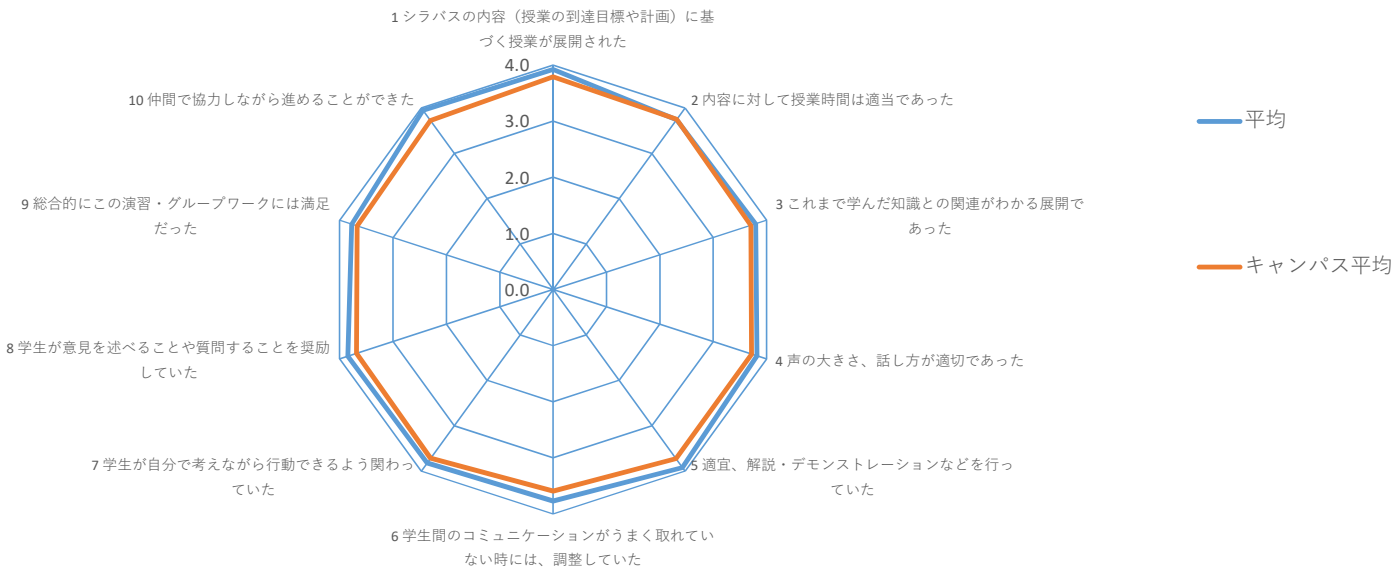 1 シラバスの内容（授業の到達目標や計画）に基
づく授業が展開された
4.0
10 仲間で協力しながら進めることができた
2 内容に対して授業時間は適当であった
平均
3.0
2.0
9 総合的にこの演習・グループワークには満足
だった
3 これまで学んだ知識との関連がわかる展開で
あった
1.0
キャンパス平均
0.0
8 学生が意見を述べることや質問することを奨励
していた
4 声の大きさ、話し方が適切であった
7 学生が自分で考えながら行動できるよう関わっ
ていた
5 適宜、解説・デモンストレーションなどを行っ
ていた
6 学生間のコミュニケーションがうまく取れてい
ない時には、調整していた